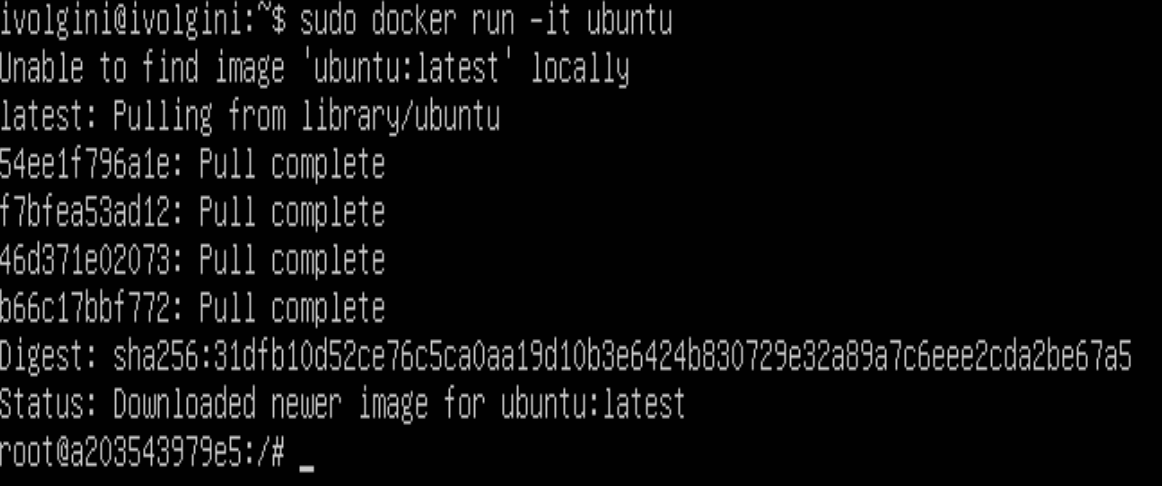 ivolgini@ivolgini:~$ sudo docker run -it ubuntu
Unable to find image 'ubuntu:latest' locally
latest: Pulling from library/ubuntu
54ee1f796a1e: Pull complete
f7bfea53ad12: Pull complete
46d371e02073: Pull complete
b66c17bbf772: Pull complete
Digest: sha256:31dfb10d52ce76c5ca0aa19d10b3e6424b830729e32a89a7c6eee2cda2be67a5
Status: Downloaded newer image for ubuntu:latest
root@a203543979e5:/# _